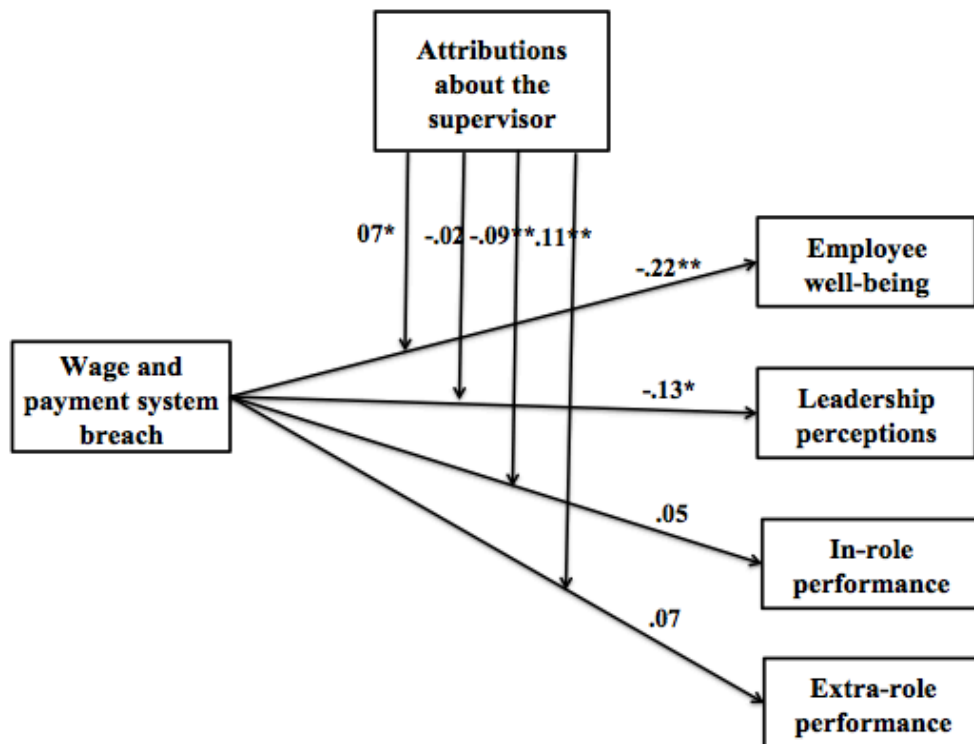 Attributions
about the
supervisor
07* -.02 -.09** .11**
-.22**
Employee
well-being
Wage and
payment system
breach
-.13*
Leadership
perceptions
.05
In-role
performance
.07
Extra-role
performance